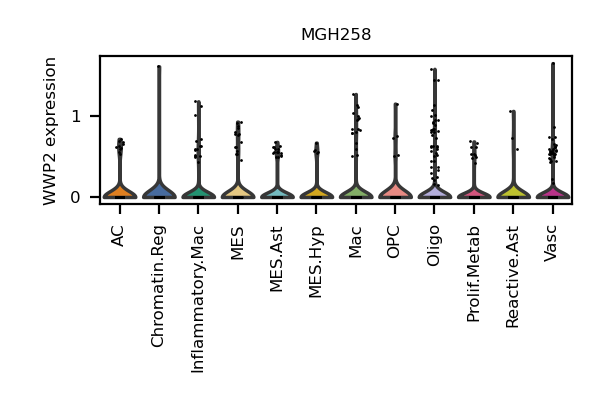 MGH258
WWP2 expression
1
0
AC
Chromatin.Reg
Inflammatory.Mac
MES
MES.Ast
MES.Hyp
Mac
OPC
Oligo
Prolif.Metab
Reactive.Ast
Vasc